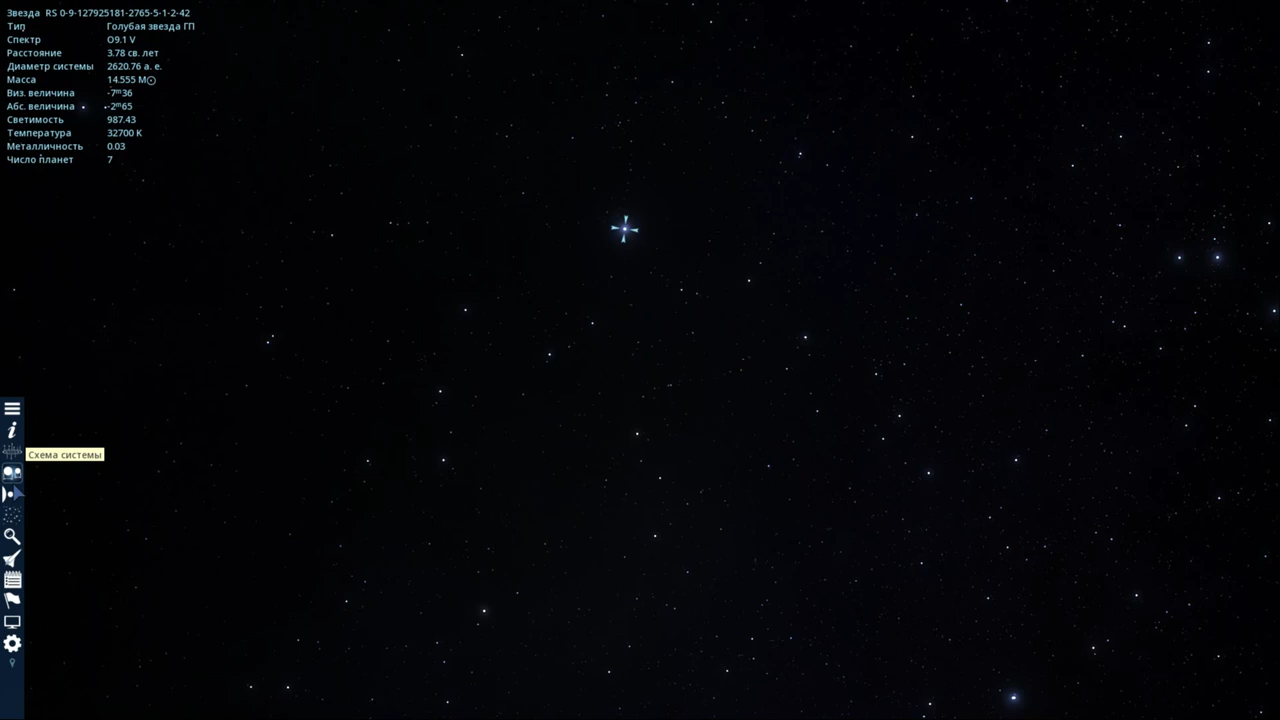 Звезда RS 0-9-127925181-2765-5-1-2-42
Тип Голубая звезда ГП
Спектр O9.1 V
Расстояние 3.78 св. лет
Диаметр системы 2620.76 а. е.
Масса 14.555 M☉
Виз. величина -7ᵐ36
Абс. величина -2ᵐ65
Светимость 987.43
Температура 32700 K
Металличность 0.03
Число планет 7
Схема системы